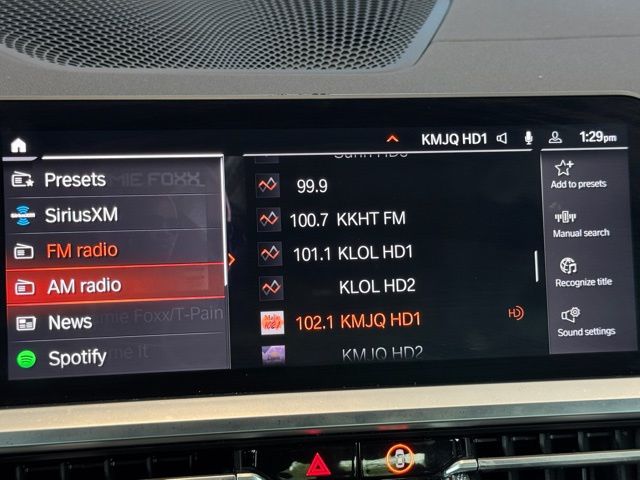 KMJQ HD1
1:29pm
Presets
SiriusXM
FM radio
AM radio
News
Spotify
99.9
100.7 KKHT FM
101.1 KLOL HD1
KLOL HD2
102.1 KMJQ HD1
HD
KMJQ HD2
Add to presets
Manual search
Recognize title
Sound settings